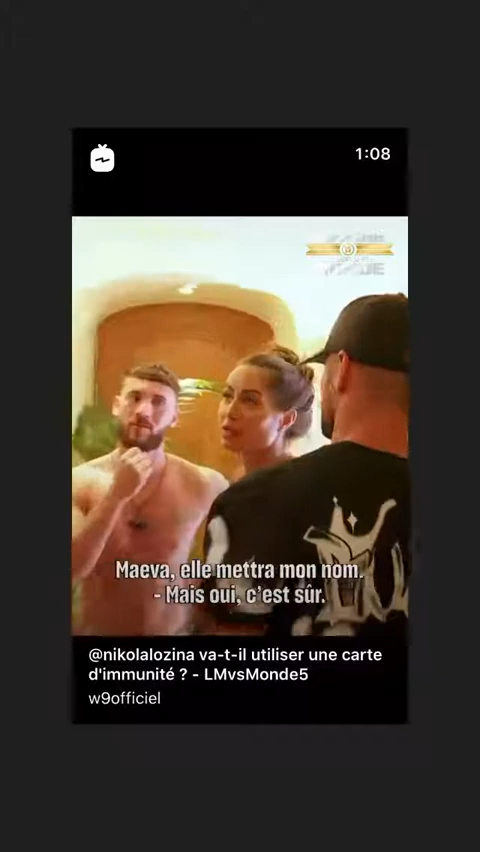 1:08
Maeva, elle mettra mon nom.
- Mais oui, c'est sûr.
@nikolalozina va-t-il utiliser une carte
d'immunité ? - LMvsMonde5
w9officiel